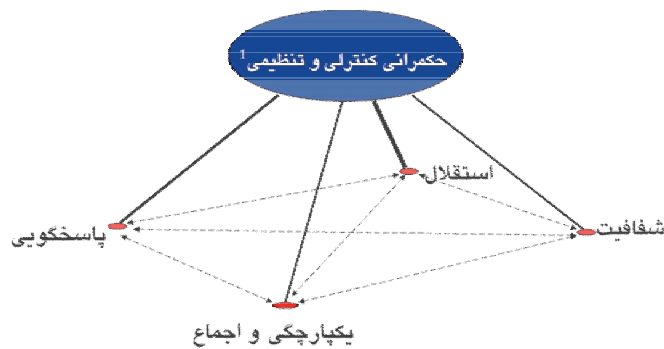 حکمرانی کنترلی و تنظیمی1
استقلال
شفافیت
پاسخگویی
یکپارچگی و اجماع